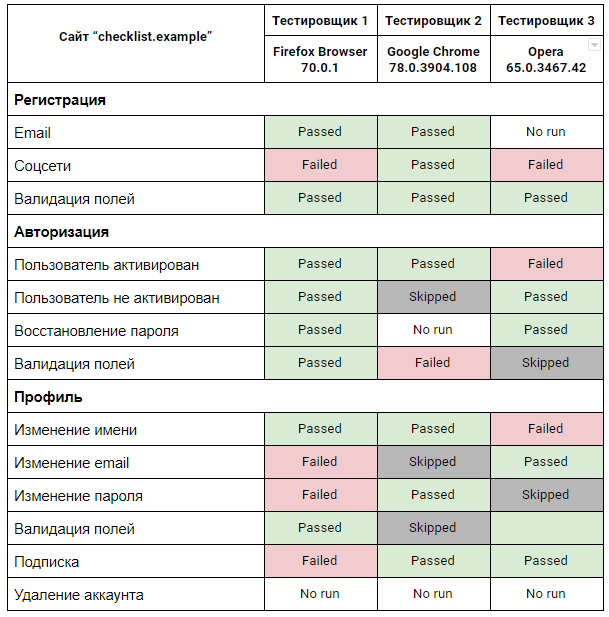 Сайт “checklist.example” Тестировщик 1 Тестировщик 2 Тестировщик 3
Firefox Browser 70.0.1 Google Chrome 78.0.3904.108 Opera 65.0.3467.42
Регистрация
Email Passed Passed No run
Соцсети Failed Passed Failed
Валидация полей Passed Passed Passed
Авторизация
Пользователь активирован Passed Passed Failed
Пользователь не активирован Passed Skipped Passed
Восстановление пароля Passed No run Passed
Валидация полей Passed Failed Skipped
Профиль
Изменение имени Passed Passed Failed
Изменение email Failed Skipped Passed
Изменение пароля Failed Passed Skipped
Валидация полей Passed Skipped
Подписка Failed Passed Passed
Удаление аккаунта No run No run No run